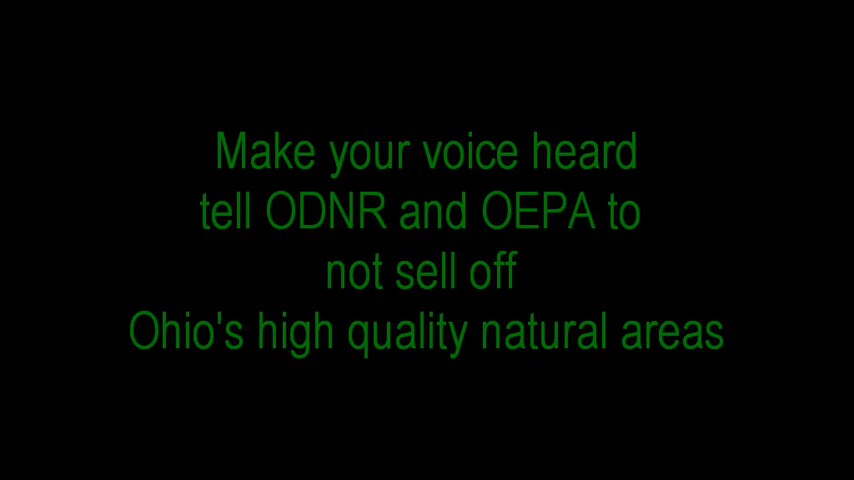 Make your voice heard
tell ODNR and OEPA to
not sell off
Ohio's high quality natural areas